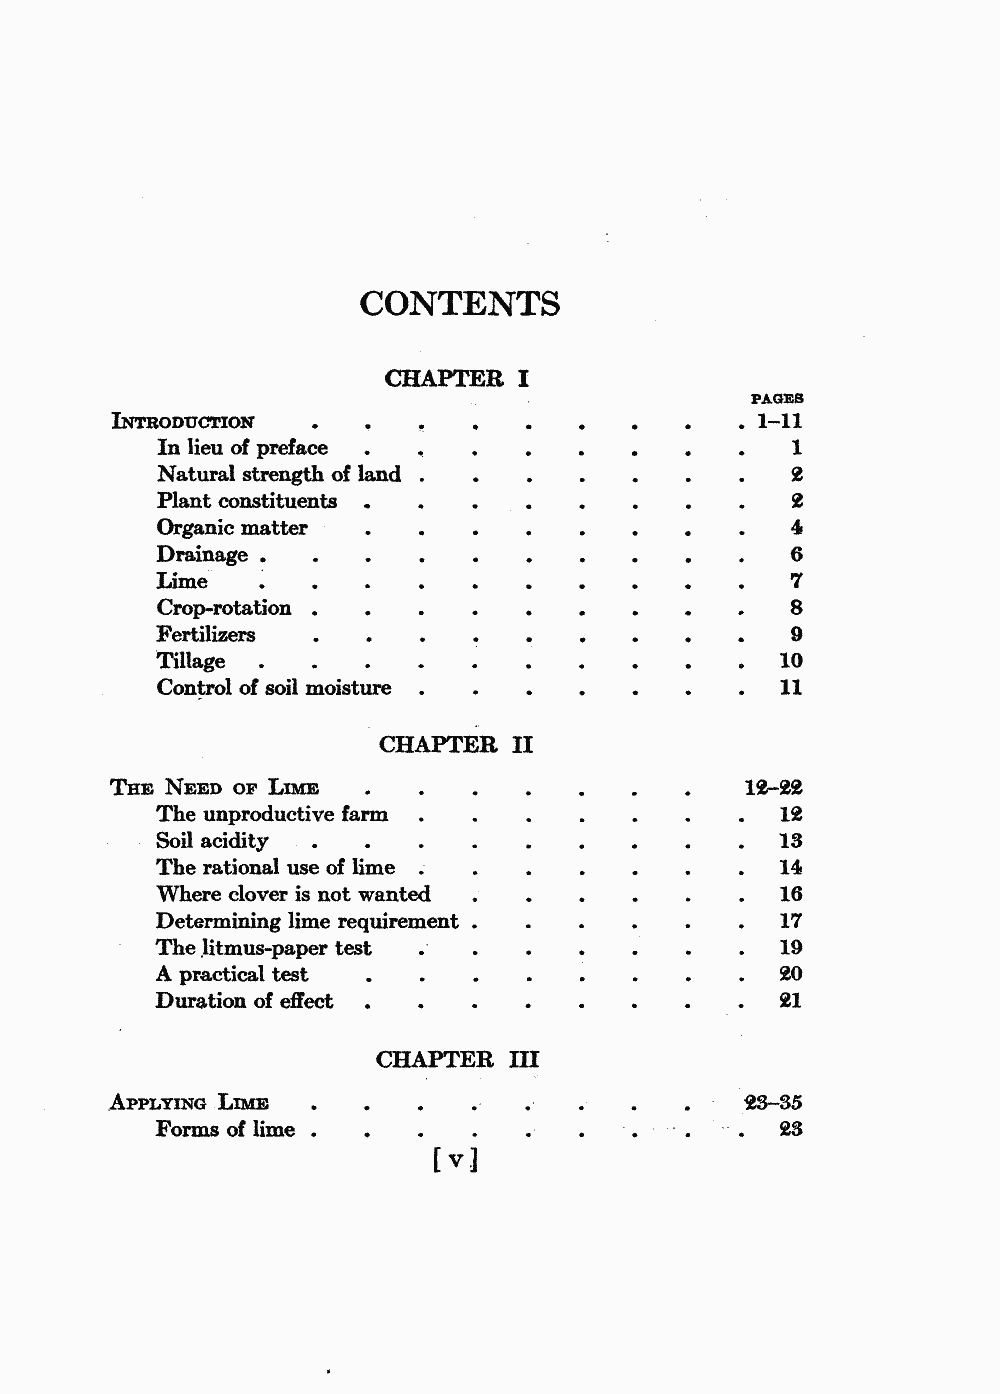 CONTENTS
CHAPTER I
PAGES
INTRODUCTION . . . . . . . . . 1–11
In lieu of preface . . . . . . . . 1
Natural strength of land . . . . . . . 2
Plant constituents . . . . . . . . 2
Organic matter . . . . . . . . 4
Drainage . . . . . . . . . . 6
Lime . . . . . . . . . . 7
Crop-rotation . . . . . . . . . 8
Fertilizers . . . . . . . . . 9
Tillage . . . . . . . . . . 10
Control of soil moisture . . . . . . . 11
CHAPTER II
THE NEED OF LIME . . . . . . . 12–22
The unproductive farm . . . . . . . 12
Soil acidity . . . . . . . . . 13
The rational use of lime . . . . . . . 14
Where clover is not wanted . . . . . . 16
Determining lime requirement . . . . . . 17
The litmus-paper test . . . . . . . 19
A practical test . . . . . . . . 20
Duration of effect . . . . . . . . 21
CHAPTER III
APPLYING LIME . . . . . . . . 23–35
Forms of lime . . . . . . . . . 23
[ v ]